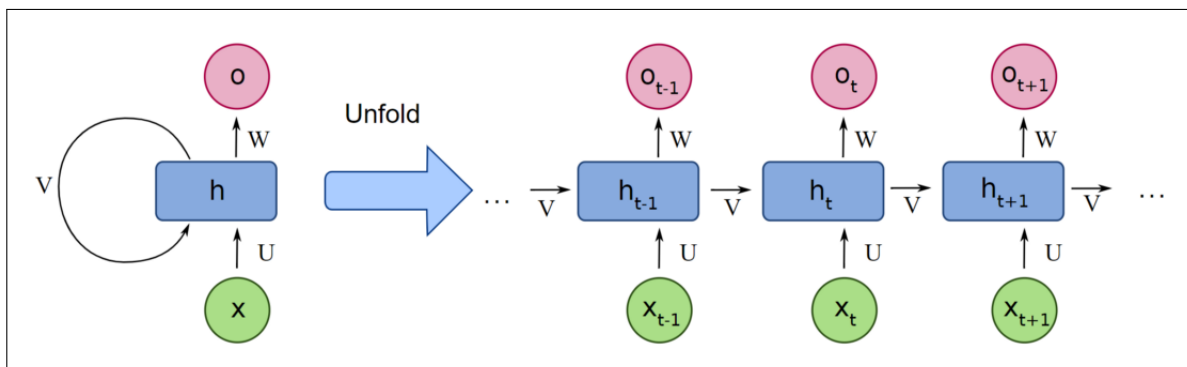 o
W
V
h
U
x
Unfold
o_{t-1} o_t o_{t+1}
W W W
... V h_{t-1} V h_t V h_{t+1} V ...
U U U
x_{t-1} x_t x_{t+1}